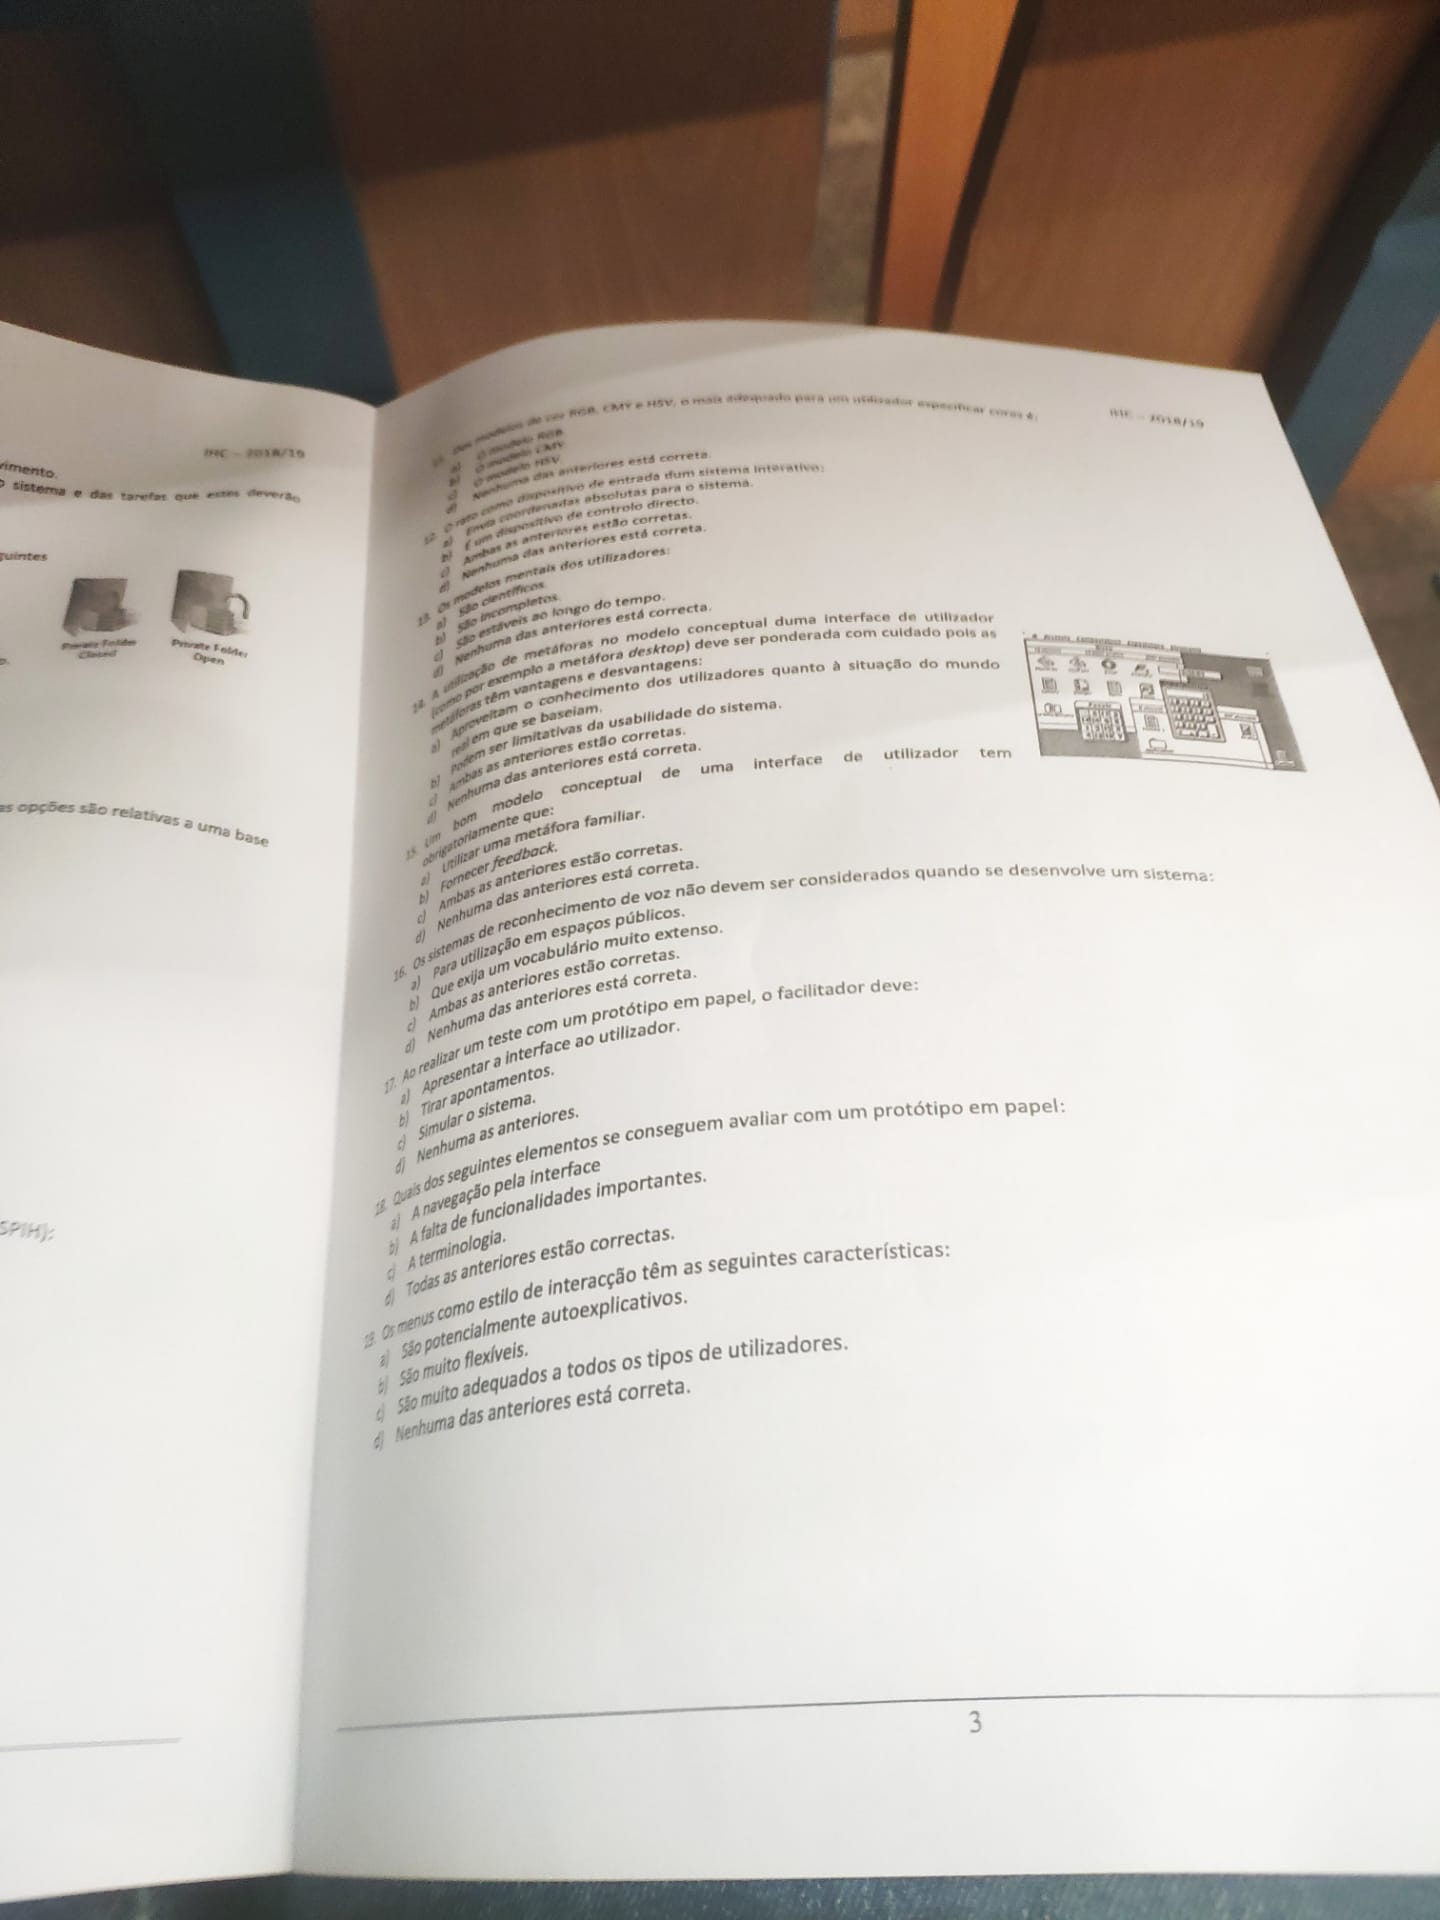 IHC – 2018/19
vimento.
o sistema e das tarefas que estes deverão
guintes
Private Folder
Closed
Private Folder
Open
as opções são relativas a uma base
SPIH):
IHC – 2018/19
11. Dos modelos de cor RGB, CMY e HSV, o mais adequado para um utilizador especificar cores é:
a) O modelo RGB
b) O modelo CMY
c) O modelo HSV
d) Nenhuma das anteriores está correta.
12. O rato como dispositivo de entrada dum sistema interativo:
a) Envia coordenadas absolutas para o sistema.
b) É um dispositivo de controlo directo.
c) Ambas as anteriores estão corretas.
d) Nenhuma das anteriores está correta.
13. Os modelos mentais dos utilizadores:
a) São científicos.
b) São incompletos.
c) São estáveis ao longo do tempo.
d) Nenhuma das anteriores está correcta.
14. A utilização de metáforas no modelo conceptual duma interface de utilizador
(como por exemplo a metáfora desktop) deve ser ponderada com cuidado pois as
metáforas têm vantagens e desvantagens:
a) Aproveitam o conhecimento dos utilizadores quanto à situação do mundo
real em que se baseiam.
b) Podem ser limitativas da usabilidade do sistema.
c) Ambas as anteriores estão corretas.
d) Nenhuma das anteriores está correta.
15. Um bom modelo conceptual de uma interface de utilizador tem
obrigatoriamente que:
a) Utilizar uma metáfora familiar.
b) Fornecer feedback.
c) Ambas as anteriores estão corretas.
d) Nenhuma das anteriores está correta.
16. Os sistemas de reconhecimento de voz não devem ser considerados quando se desenvolve um sistema:
a) Para utilização em espaços públicos.
b) Que exija um vocabulário muito extenso.
c) Ambas as anteriores estão corretas.
d) Nenhuma das anteriores está correta.
17. Ao realizar um teste com um protótipo em papel, o facilitador deve:
a) Apresentar a interface ao utilizador.
b) Tirar apontamentos.
c) Simular o sistema.
d) Nenhuma as anteriores.
18. Quais dos seguintes elementos se conseguem avaliar com um protótipo em papel:
a) A navegação pela interface
b) A falta de funcionalidades importantes.
c) A terminologia.
d) Todas as anteriores estão correctas.
19. Os menus como estilo de interacção têm as seguintes características:
a) São potencialmente autoexplicativos.
b) São muito flexíveis.
c) São muito adequados a todos os tipos de utilizadores.
d) Nenhuma das anteriores está correta.
3